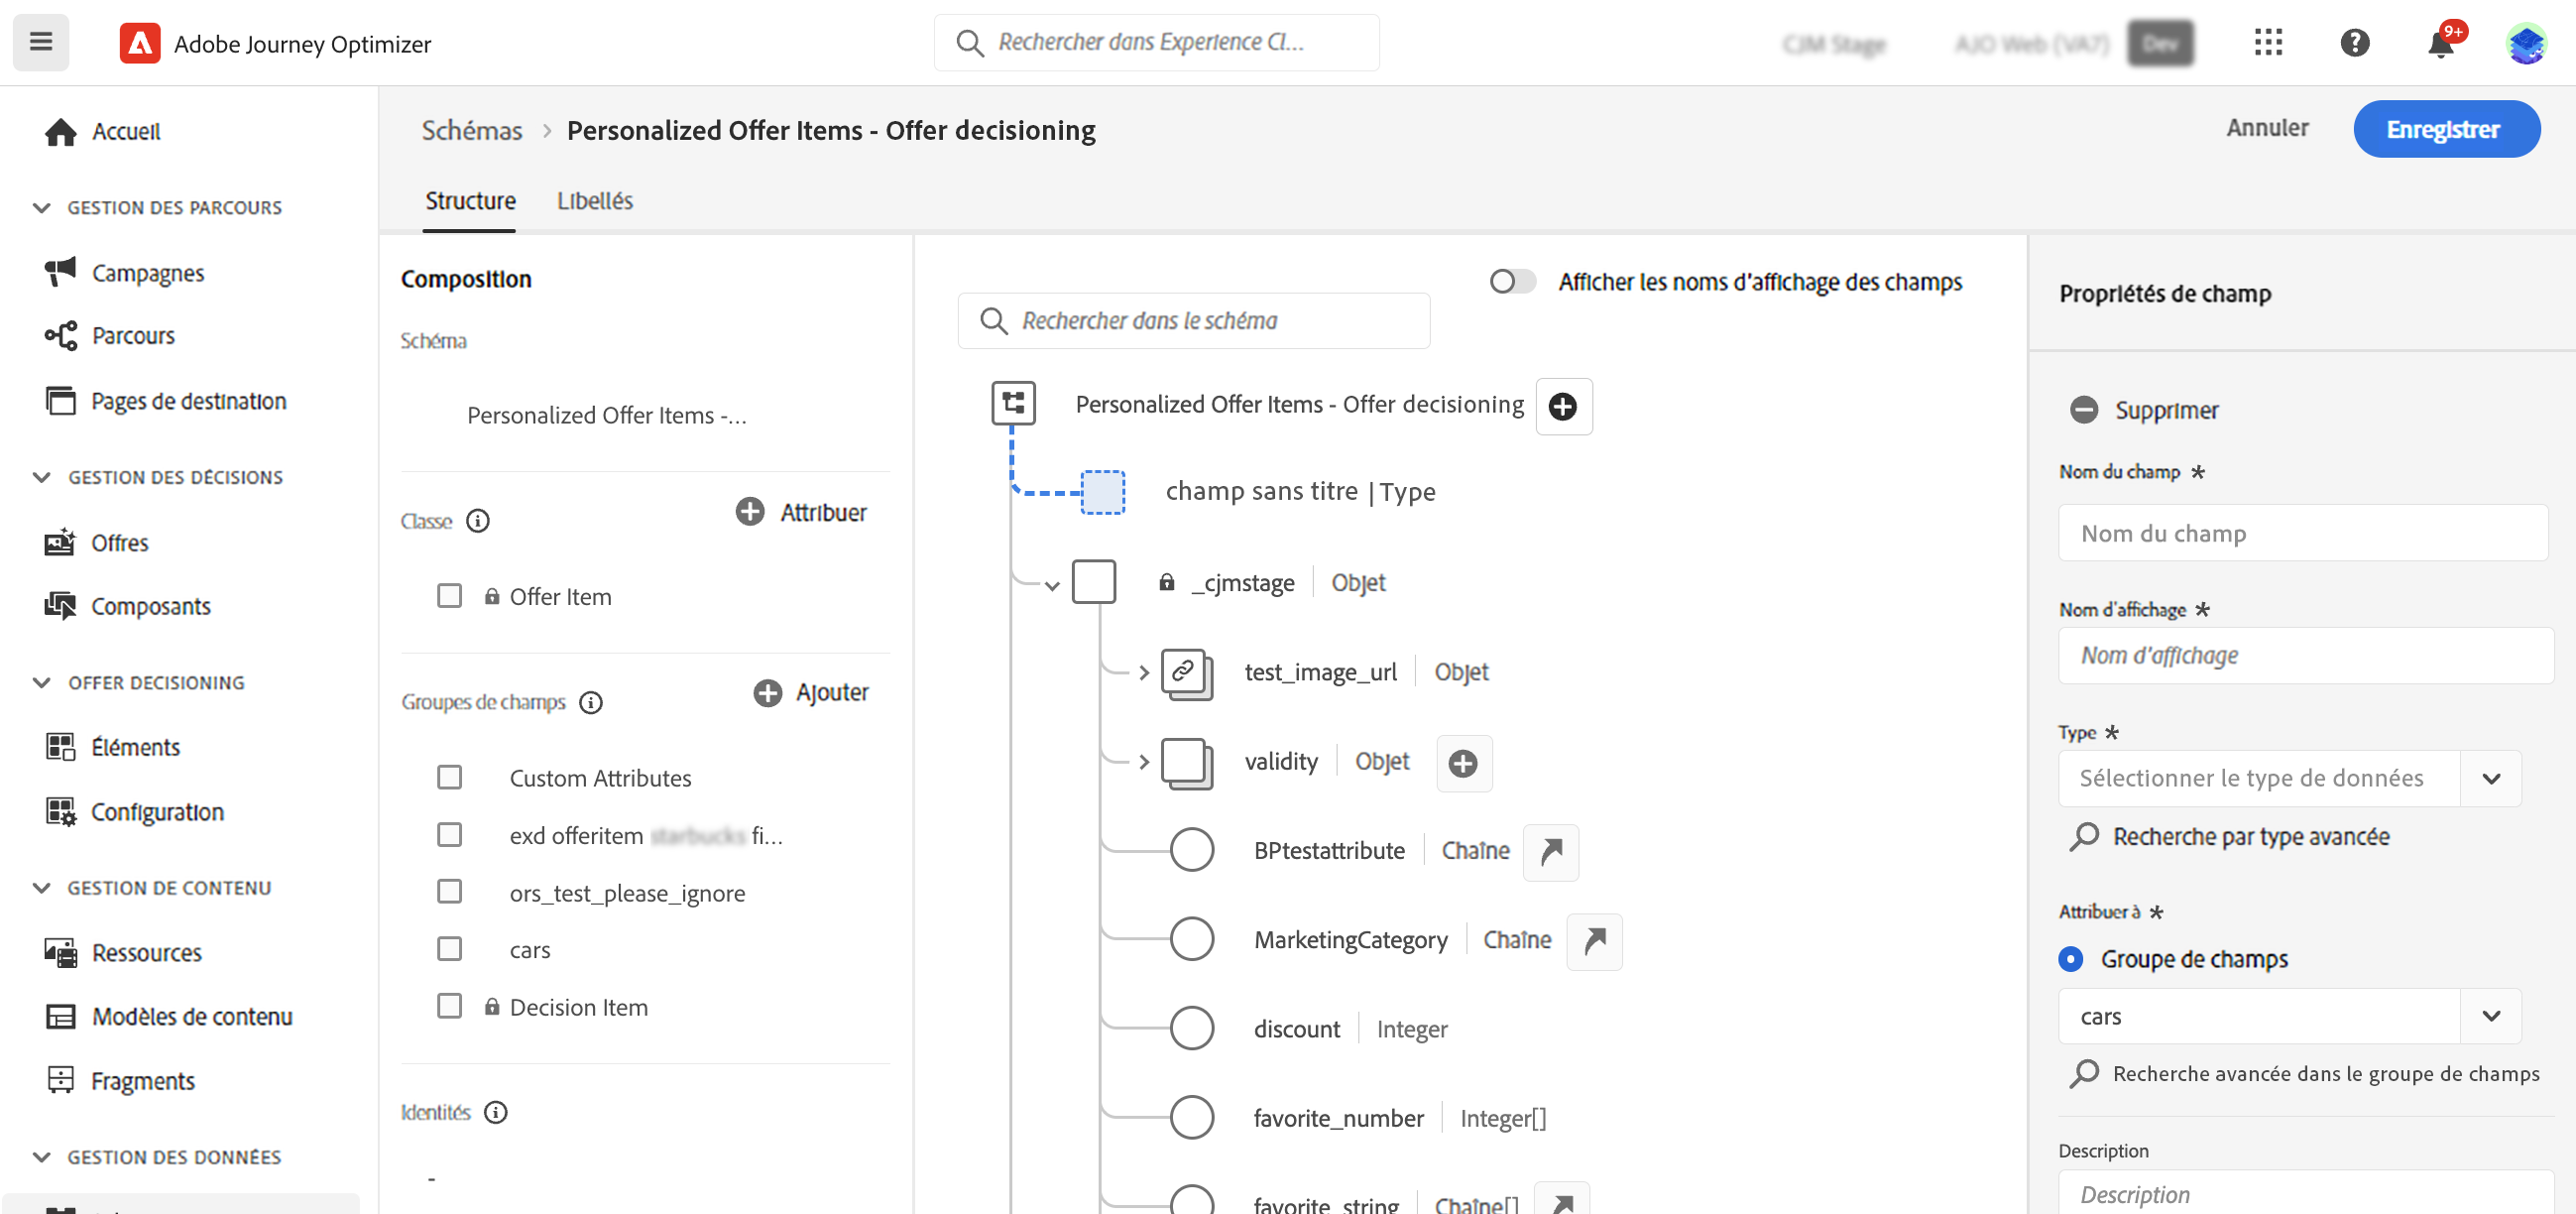 Adobe Journey Optimizer
Rechercher dans Experience Cl...
9+
Accueil
GESTION DES PARCOURS
Campagnes
Parcours
Pages de destination
GESTION DES DÉCISIONS
Offres
Composants
OFFER DECISIONING
Éléments
Configuration
GESTION DE CONTENU
Ressources
Modèles de contenu
Fragments
GESTION DES DONNÉES
Schémas > Personalized Offer Items - Offer decisioning
Annuler
Enregistrer
Structure
Libellés
Composition
Schéma
Personalized Offer Items -...
Classe
Attribuer
Offer Item
Groupes de champs
Ajouter
Custom Attributes
exd offeritem fi...
ors_test_please_ignore
cars
Decision Item
Identités
-
Afficher les noms d'affichage des champs
Rechercher dans le schéma
Personalized Offer Items - Offer decisioning
champ sans titre | Type
_cjmstage Objet
test_image_url Objet
validity Objet
BPtestattribute Chaîne
MarketingCategory Chaîne
discount Integer
favorite_number Integer[]
favorite_string Chaîne[]
Propriétés de champ
Supprimer
Nom du champ *
Nom du champ
Nom d'affichage *
Nom d'affichage
Type *
Sélectionner le type de données
Recherche par type avancée
Attribuer à *
Groupe de champs
cars
Recherche avancée dans le groupe de champs
Description
Description